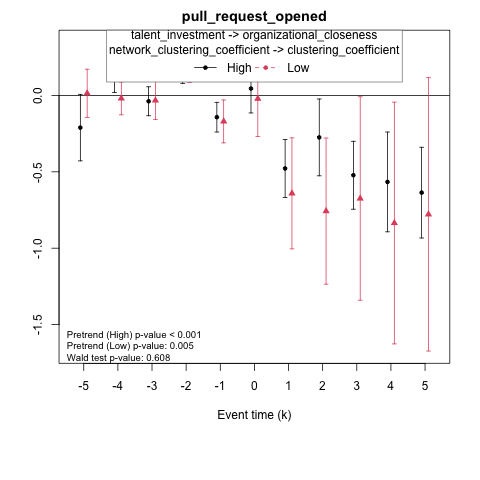 pull_request_opened
talent_investment -> organizational_closeness
network_clustering_coefficient -> clustering_coefficient
High Low
0.0
-0.5
-1.0
-1.5
Pretrend (High) p-value < 0.001
Pretrend (Low) p-value: 0.005
Wald test p-value: 0.608
-5 -4 -3 -2 -1 0 1 2 3 4 5
Event time (k)